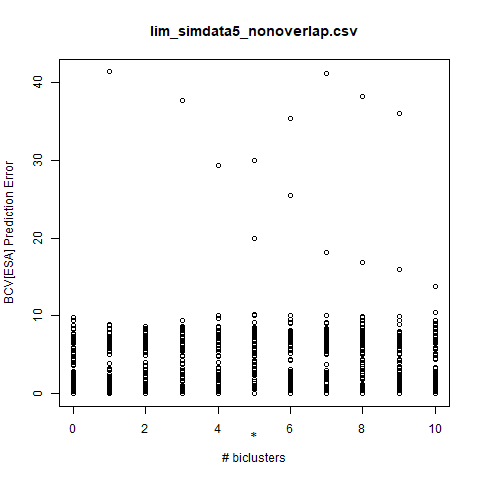 lim_simdata5_nonoverlap.csv
BCV[ESA] Prediction Error
40
30
20
10
0
0 2 4 6 8 10
*
# biclusters